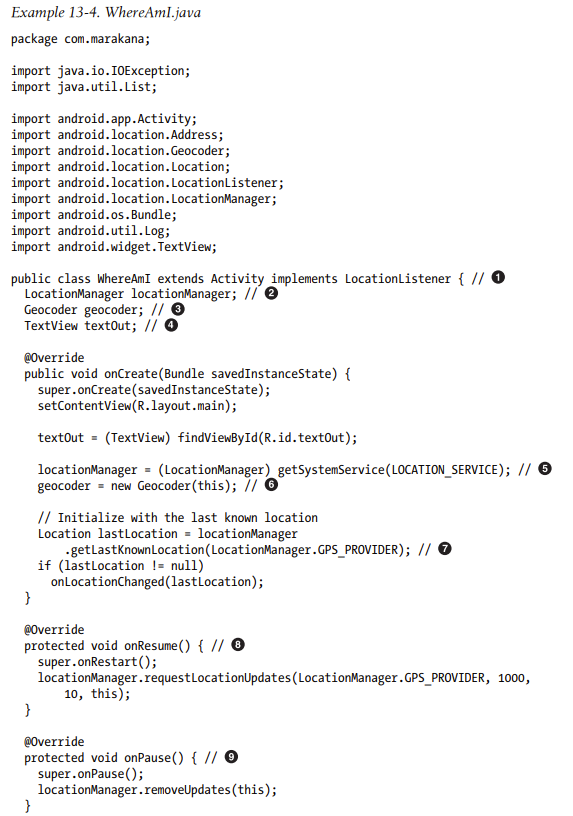 Example 13-4. WhereAmI.java
package com.marakana;
import java.io.IOException;
import java.util.List;
import android.app.Activity;
import android.location.Address;
import android.location.Geocoder;
import android.location.Location;
import android.location.LocationListener;
import android.location.LocationManager;
import android.os.Bundle;
import android.util.Log;
import android.widget.TextView;
public class WhereAmI extends Activity implements LocationListener { // ❶
  LocationManager locationManager; // ❷
  Geocoder geocoder; // ❸
  TextView textOut; // ❹
  @Override
  public void onCreate(Bundle savedInstanceState) {
    super.onCreate(savedInstanceState);
    setContentView(R.layout.main);
    textOut = (TextView) findViewById(R.id.textOut);
    locationManager = (LocationManager) getSystemService(LOCATION_SERVICE); // ❺
    geocoder = new Geocoder(this); // ❻
    // Initialize with the last known location
    Location lastLocation = locationManager
        .getLastKnownLocation(LocationManager.GPS_PROVIDER); // ❼
    if (lastLocation != null)
      onLocationChanged(lastLocation);
  }
  @Override
  protected void onResume() { // ❽
    super.onRestart();
    locationManager.requestLocationUpdates(LocationManager.GPS_PROVIDER, 1000,
        10, this);
  }
  @Override
  protected void onPause() { // ❾
    super.onPause();
    locationManager.removeUpdates(this);
  }